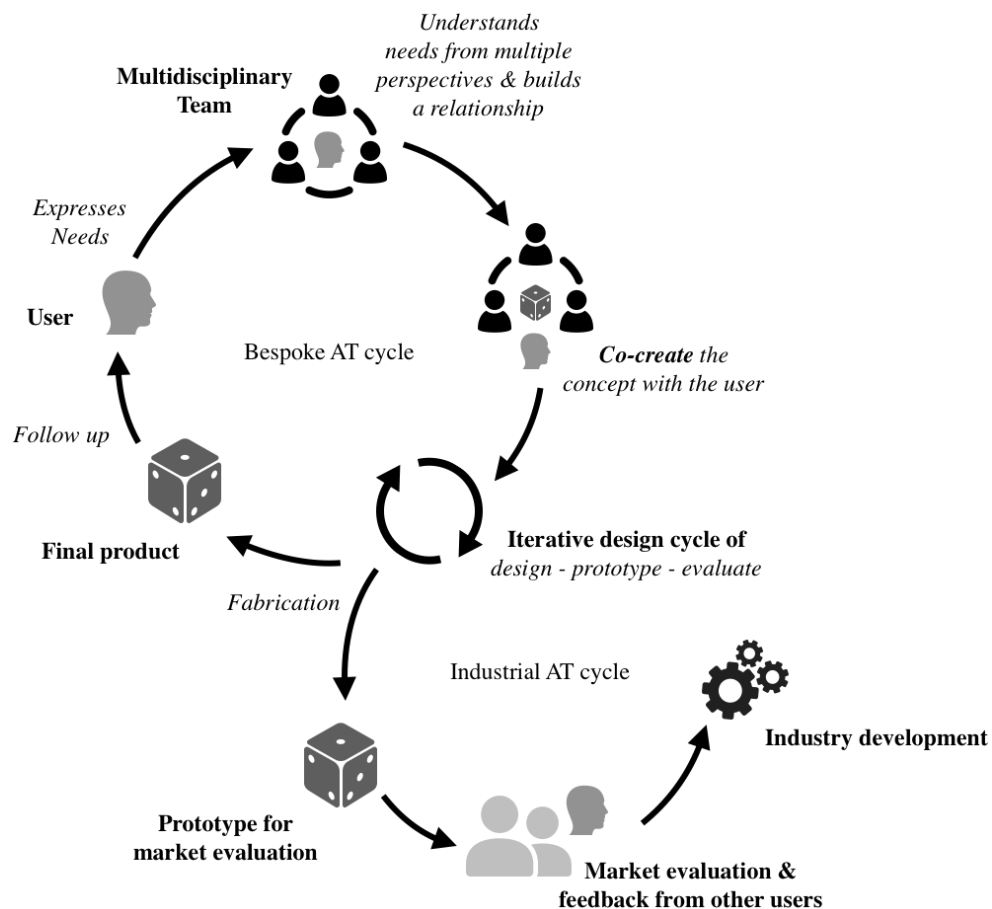 Understands
needs from multiple
perspectives & builds
a relationship
Multidisciplinary
Team
Expresses
Needs
User
Bespoke AT cycle
Co-create the
concept with the user
Follow up
Final product
Iterative design cycle of
design - prototype - evaluate
Fabrication
Industrial AT cycle
Industry development
Prototype for
market evaluation
Market evaluation &
feedback from other users